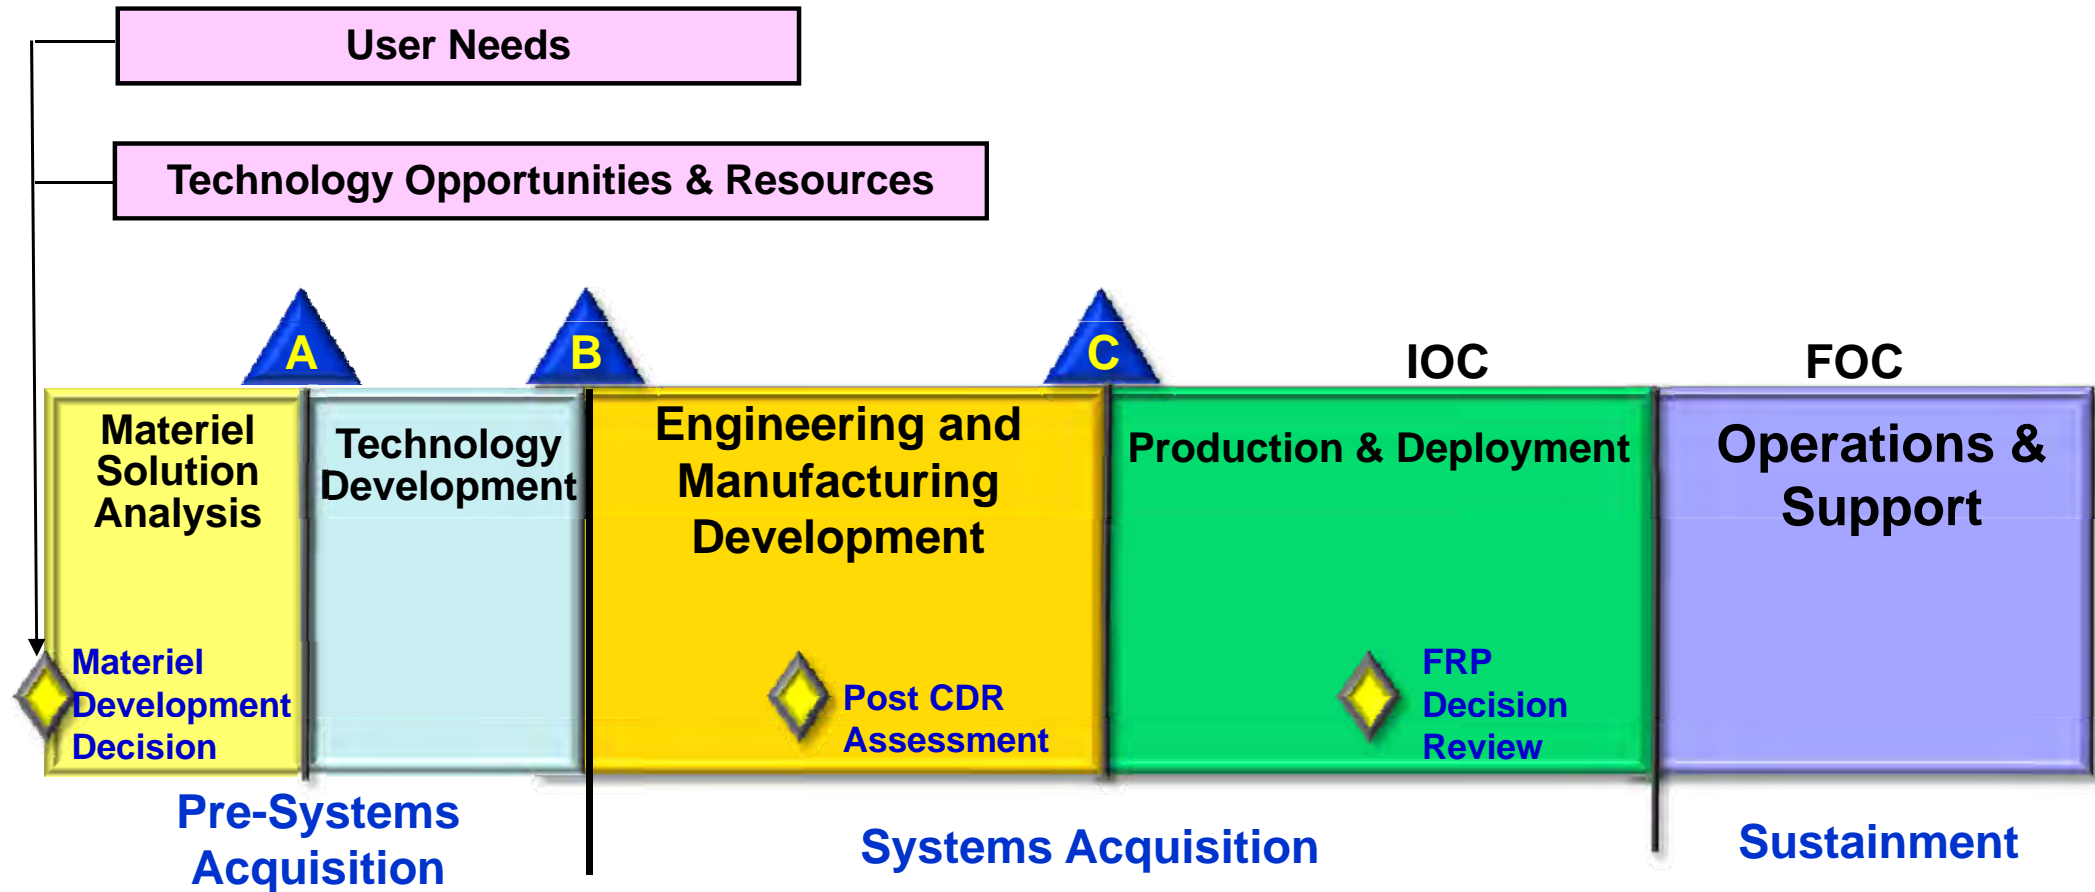 User Needs
Technology Opportunities & Resources
A
B
C
IOC
FOC
Materiel
Solution
Analysis
Technology
Development
Engineering and
Manufacturing
Development
Production & Deployment
Operations &
Support
Materiel
Development
Decision
Post CDR
Assessment
FRP
Decision
Review
Pre-Systems
Acquisition
Systems Acquisition
Sustainment